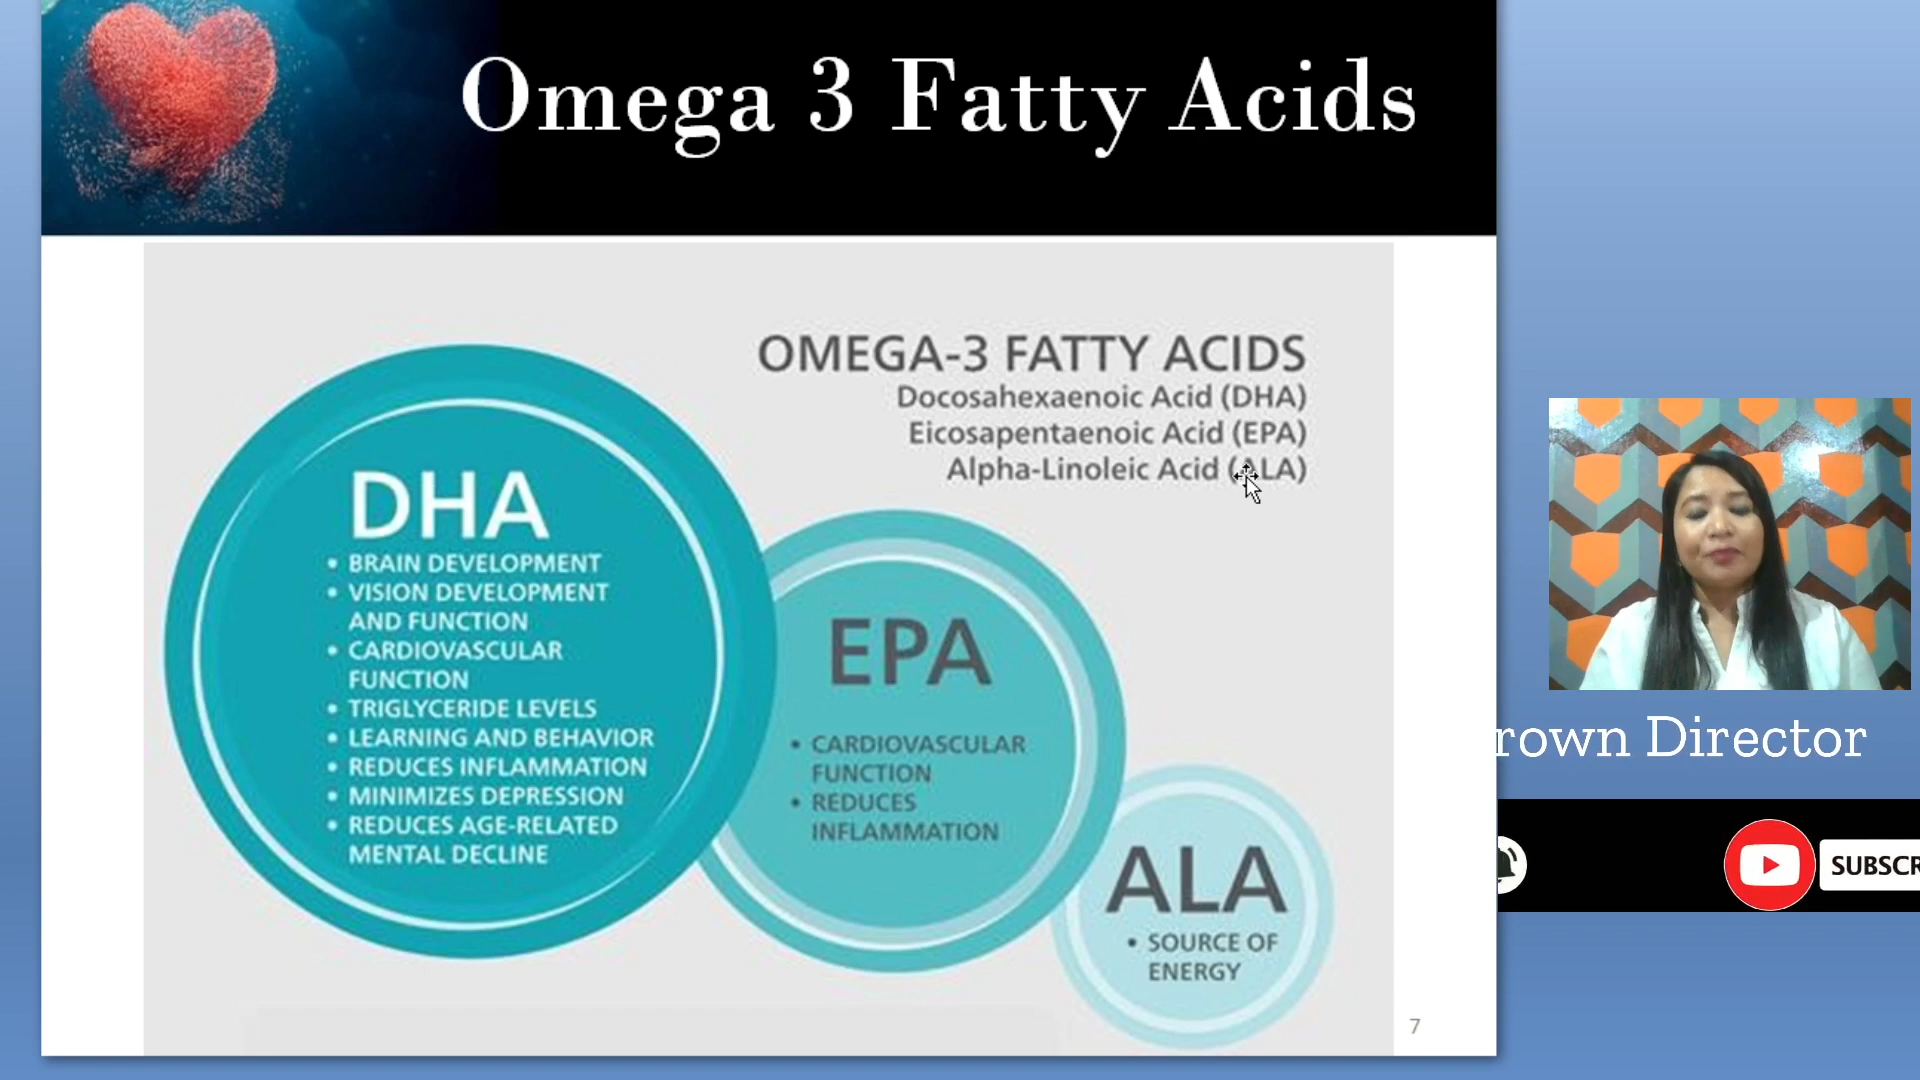 Omega 3 Fatty Acids
OMEGA-3 FATTY ACIDS
Docosahexaenoic Acid (DHA)
Eicosapentaenoic Acid (EPA)
Alpha-Linoleic Acid (ALA)
DHA
• BRAIN DEVELOPMENT
• VISION DEVELOPMENT
AND FUNCTION
• CARDIOVASCULAR
FUNCTION
• TRIGLYCERIDE LEVELS
• LEARNING AND BEHAVIOR
• REDUCES INFLAMMATION
• MINIMIZES DEPRESSION
• REDUCES AGE-RELATED
MENTAL DECLINE
EPA
• CARDIOVASCULAR
FUNCTION
• REDUCES
INFLAMMATION
ALA
• SOURCE OF
ENERGY
7
rown Director
SUBSCR